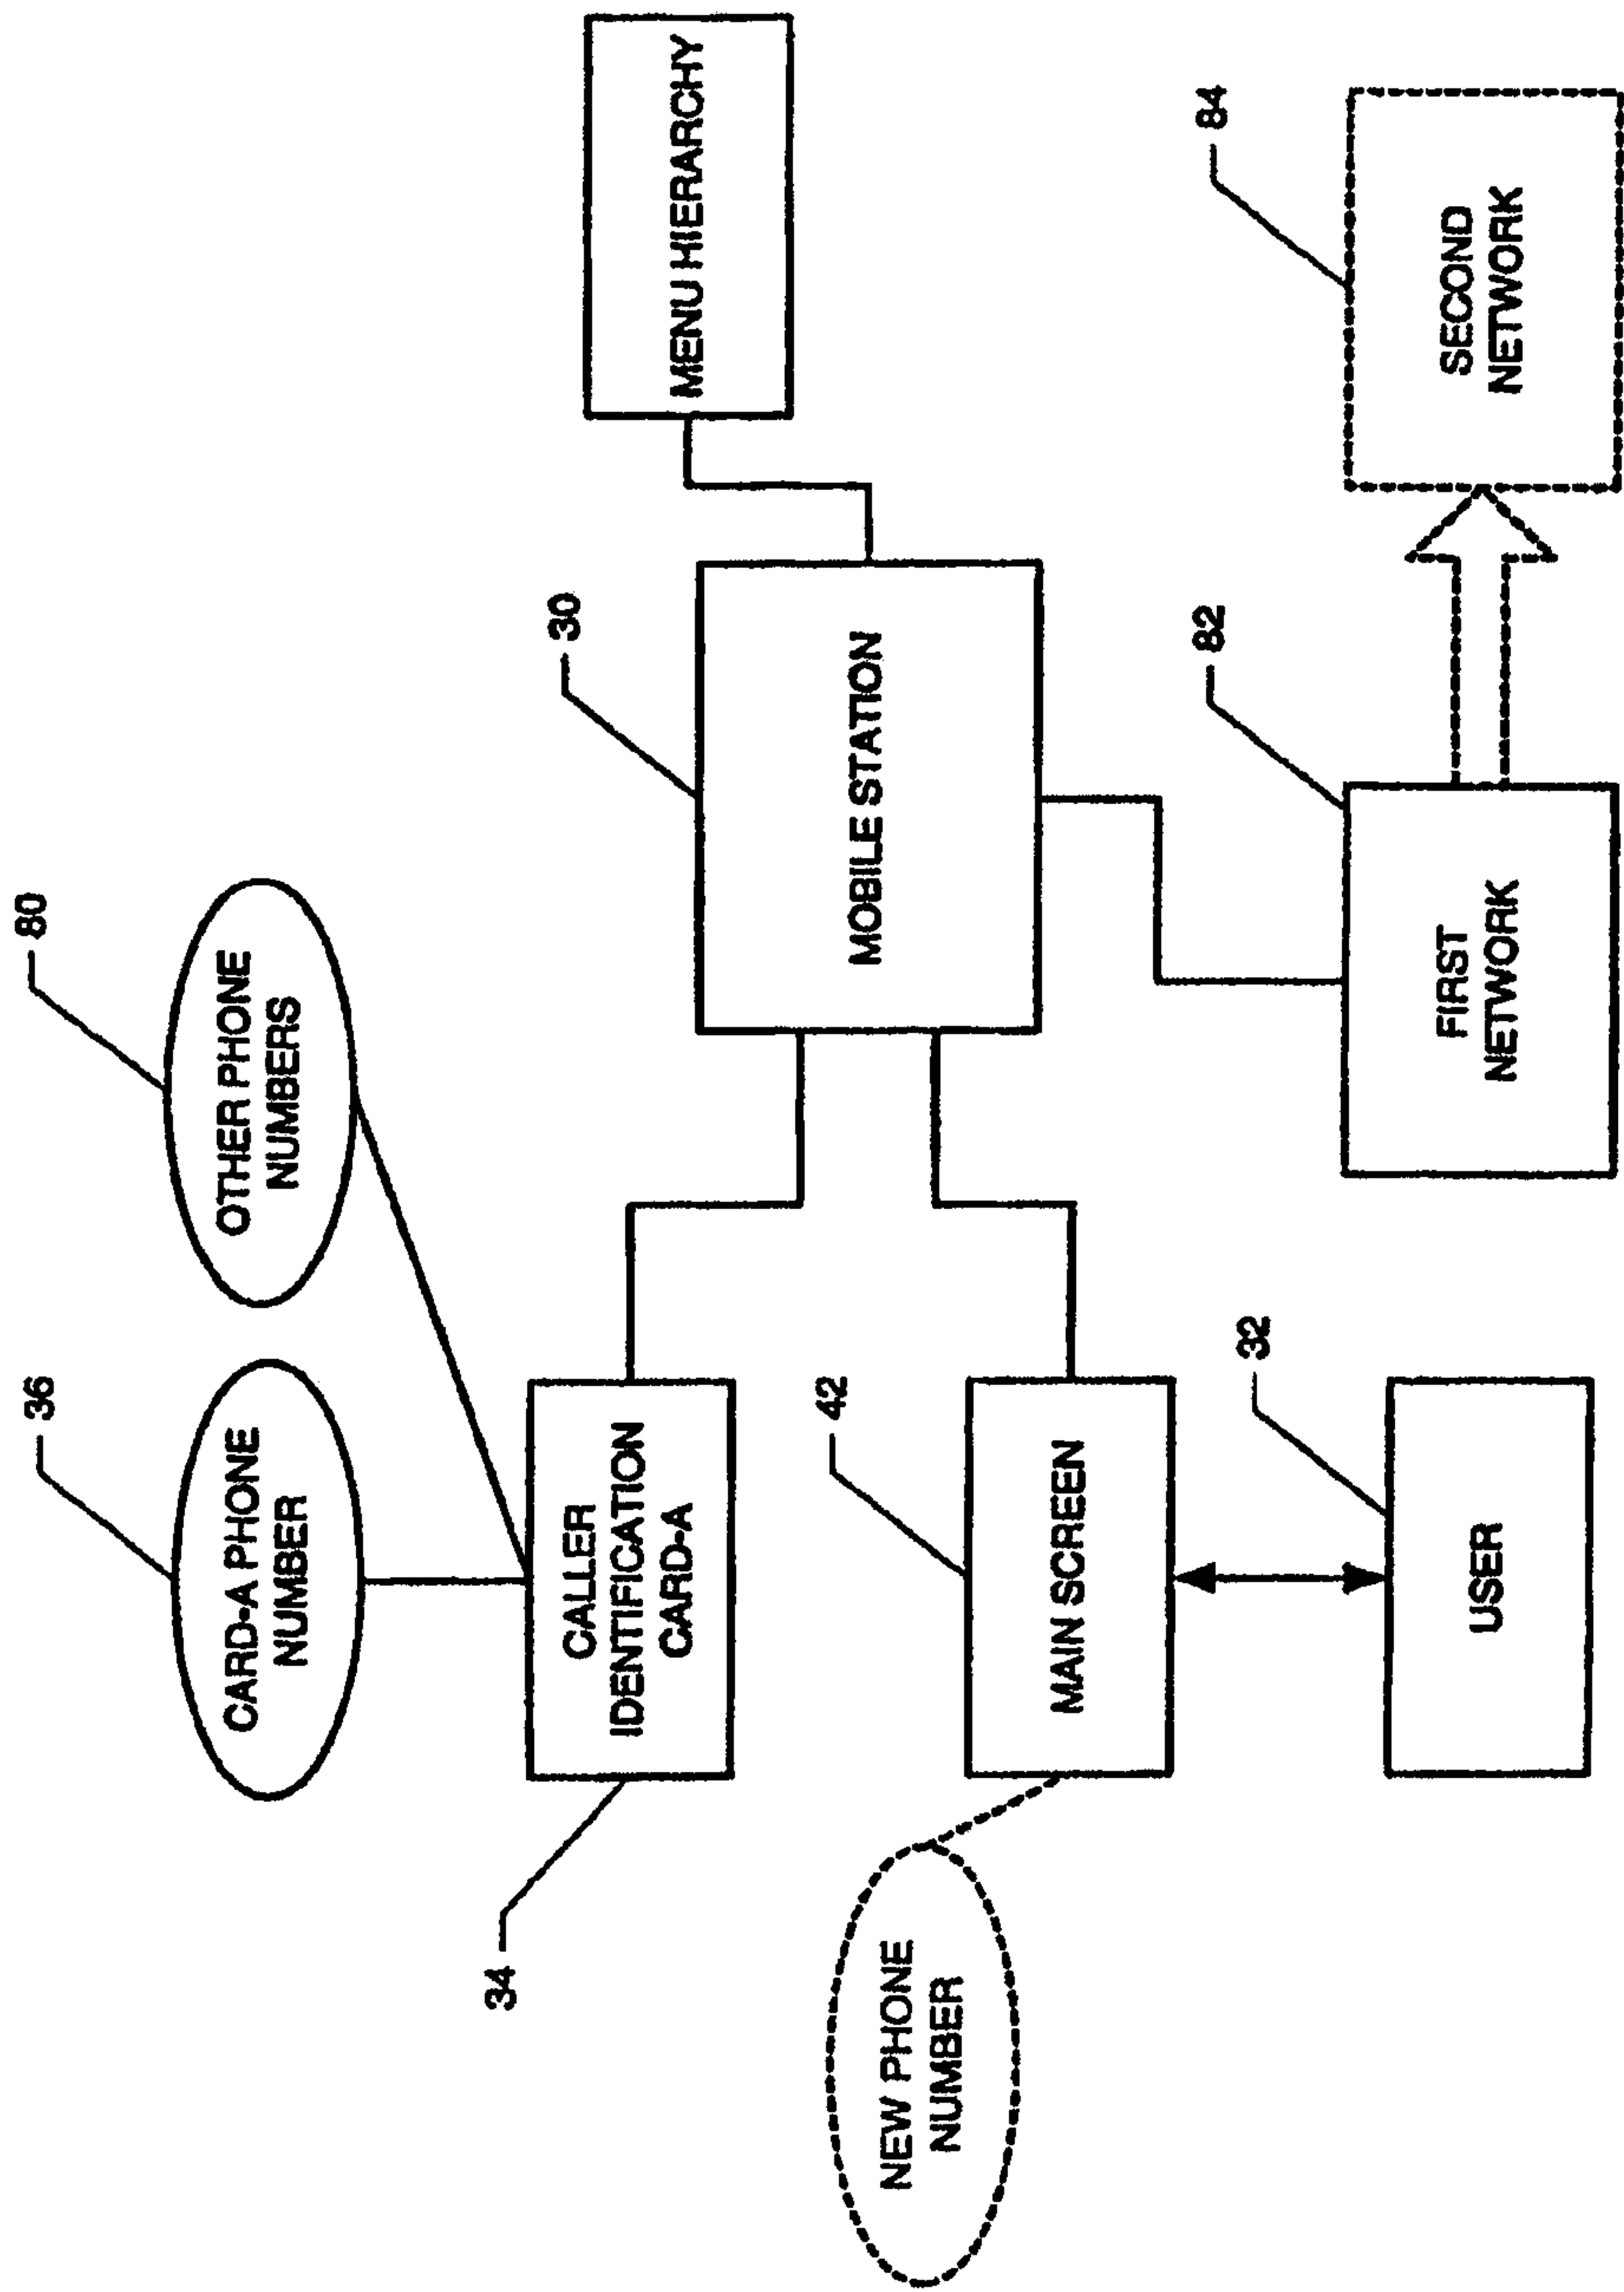 36
CARD-A PHONE
NUMBER
80
OTHER PHONE
NUMBERS
34
CALLER
IDENTIFICATION
CARD-A
30
MOBILE STATION
MENU HIERARCHY
NEW PHONE
NUMBER
42
MAIN SCREEN
32
USER
82
FIRST
NETWORK
84
SECOND
NETWORK